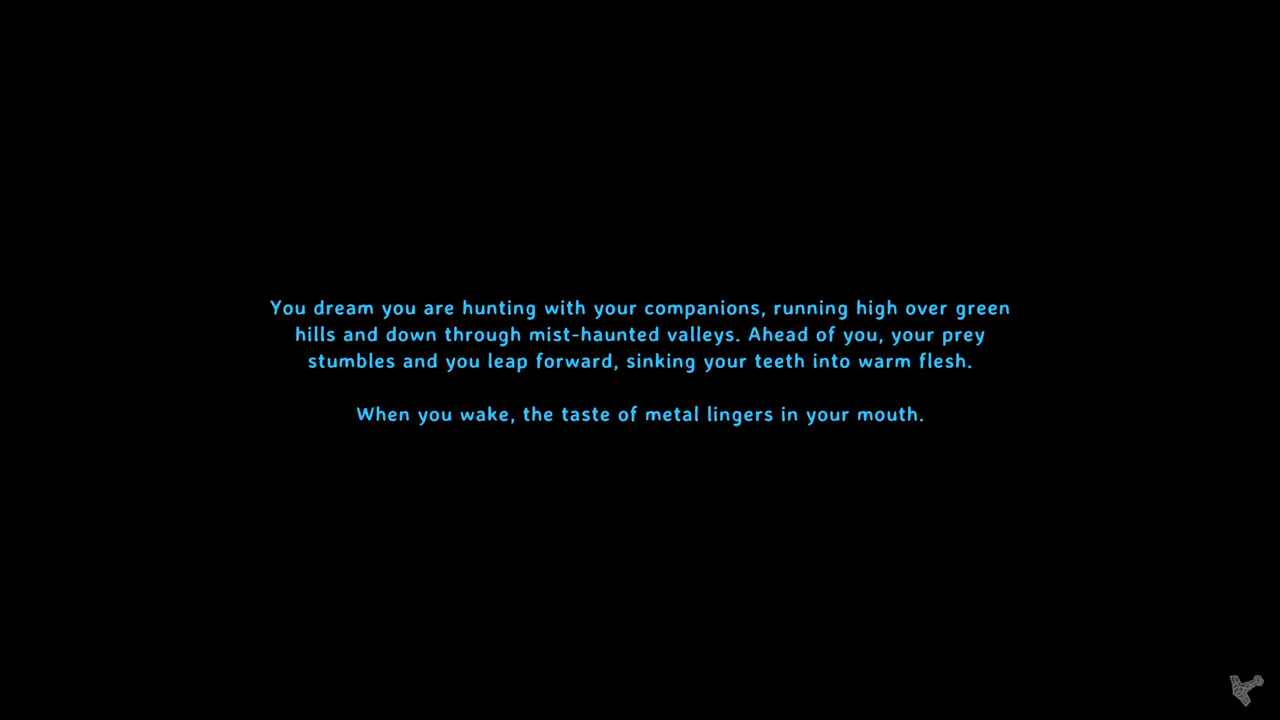 You dream you are hunting with your companions, running high over green
hills and down through mist-haunted valleys. Ahead of you, your prey
stumbles and you leap forward, sinking your teeth into warm flesh.
When you wake, the taste of metal lingers in your mouth.